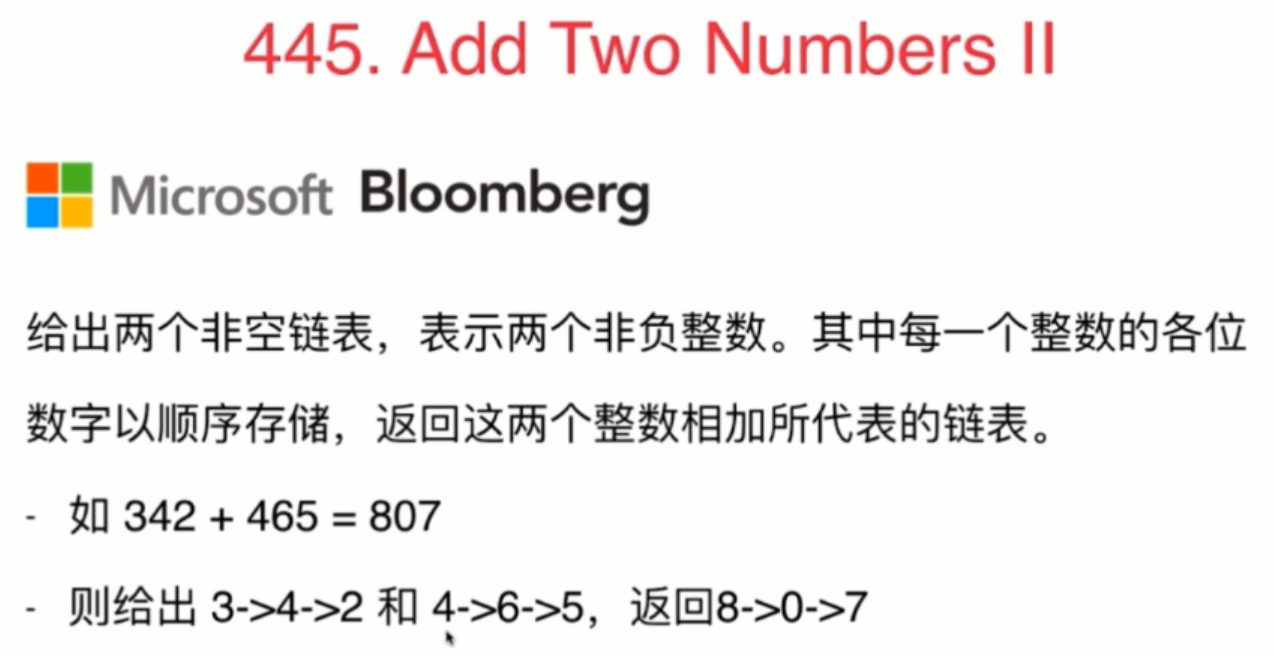 445. Add Two Numbers II
Microsoft Bloomberg
给出两个非空链表，表示两个非负整数。其中每一个整数的各位
数字以顺序存储，返回这两个整数相加所代表的链表。
- 如 342 + 465 = 807
- 则给出 3->4->2 和 4->6->5，返回8->0->7